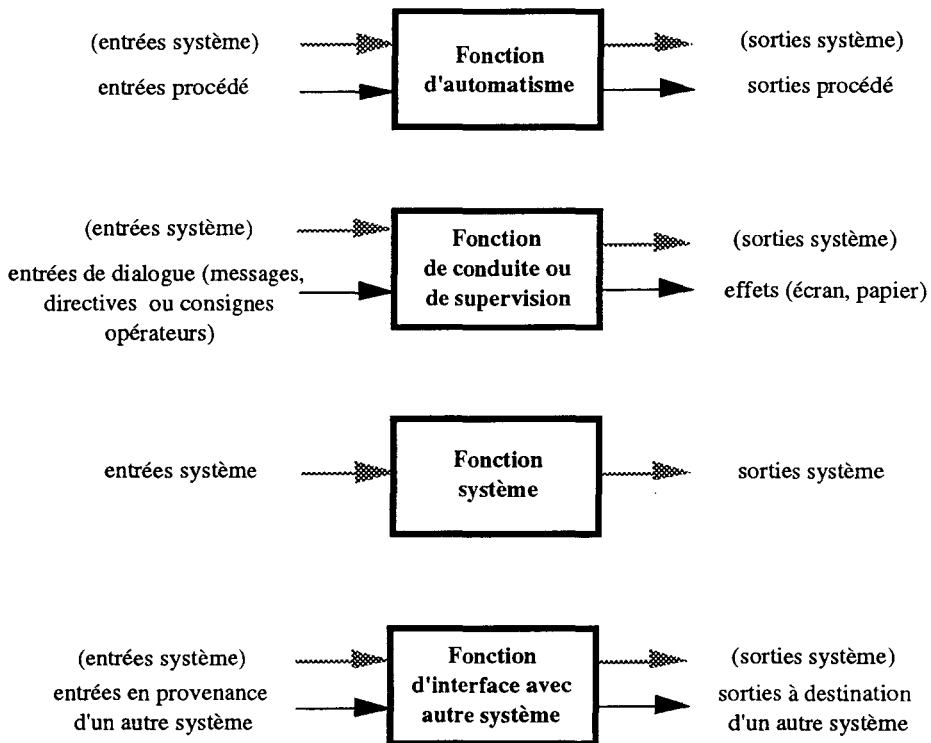 (entrées système)
Fonction
d'automatisme
(sorties système)
entrées procédé
sorties procédé
(entrées système)
Fonction
de conduite ou
de supervision
(sorties système)
entrées de dialogue (messages,
directives ou consignes
opérateurs)
effets (écran, papier)
entrées système
Fonction
système
sorties système
(entrées système)
Fonction
d'interface avec
autre système
(sorties système)
entrées en provenance
d'un autre système
sorties à destination
d'un autre système